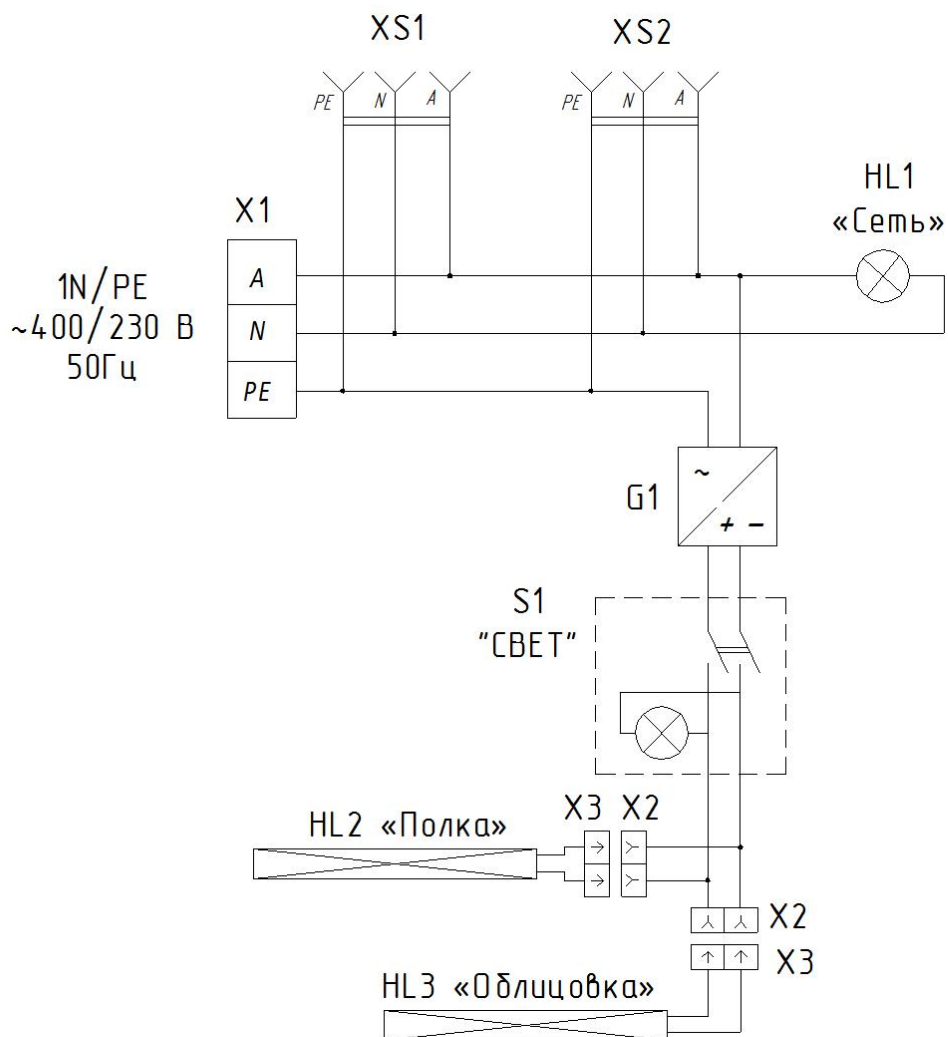 XS1
XS2
PE
N
A
PE
N
A
HL1
«Сеть»
X1
A
N
PE
1N/PE
~400/230 В
50Гц
~
+ −
G1
S1
"СВЕТ"
X3
X2
HL2 «Полка»
X2
X3
HL3 «Облицовка»